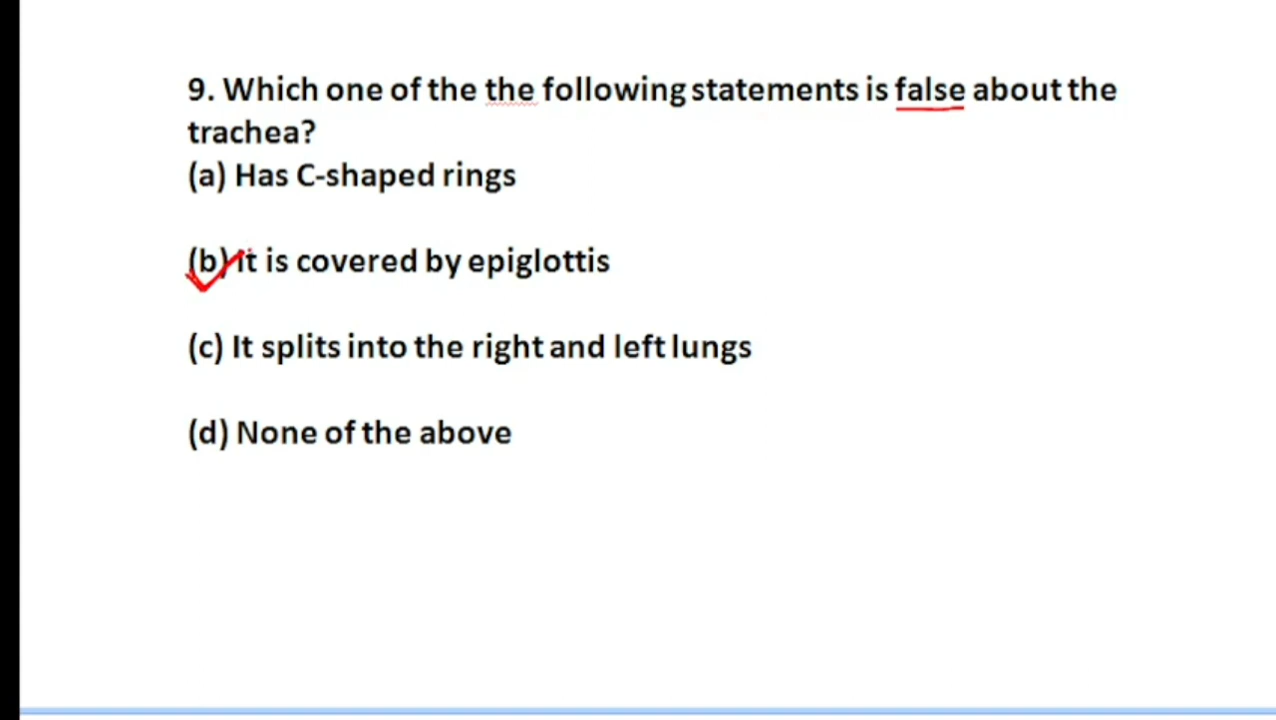 9. Which one of the the following statements is false about the
trachea?
(a) Has C-shaped rings
(b) It is covered by epiglottis
(c) It splits into the right and left lungs
(d) None of the above